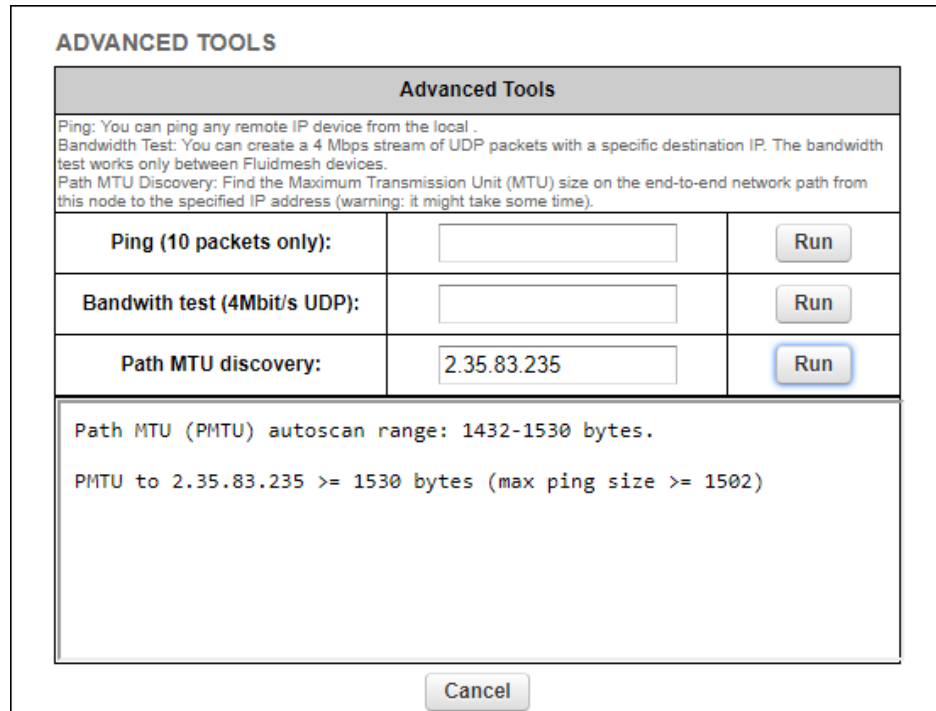 ADVANCED TOOLS
Advanced Tools
Ping: You can ping any remote IP device from the local .
Bandwidth Test: You can create a 4 Mbps stream of UDP packets with a specific destination IP. The bandwidth
test works only between Fluidmesh devices.
Path MTU Discovery: Find the Maximum Transmission Unit (MTU) size on the end-to-end network path from
this node to the specified IP address (warning: it might take some time).
Ping (10 packets only): Run
Bandwith test (4Mbit/s UDP): Run
Path MTU discovery: 2.35.83.235 Run
Path MTU (PMTU) autoscan range: 1432-1530 bytes.
PMTU to 2.35.83.235 >= 1530 bytes (max ping size >= 1502)
Cancel